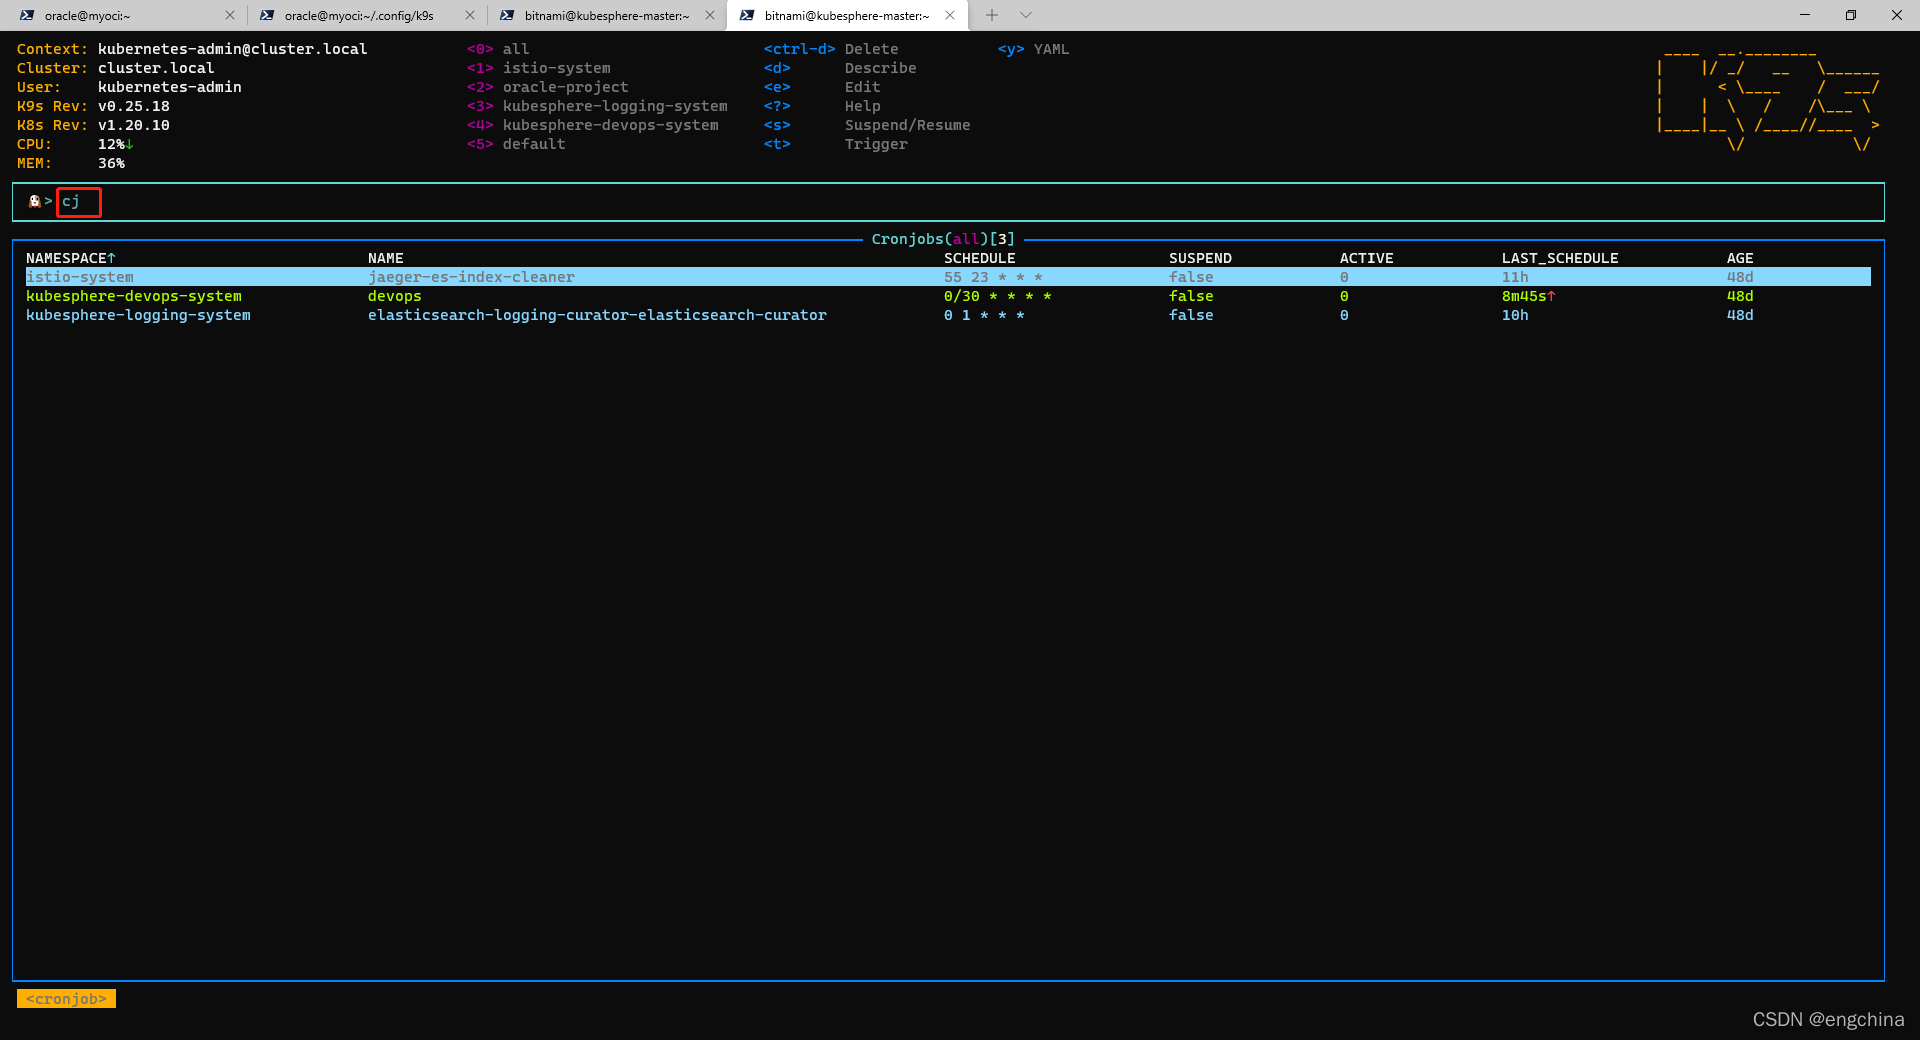 oracle@myoci:~ oracle@myoci:~/.config/k9s bitnami@kubesphere-master:~ bitnami@kubesphere-master:~
Context: kubernetes-admin@cluster.local <0> all <ctrl-d> Delete <y> YAML
Cluster: cluster.local <1> istio-system <d> Describe
User: kubernetes-admin <2> oracle-project <e> Edit
K9s Rev: v0.25.18 <3> kubesphere-logging-system <?> Help
K8s Rev: v1.20.10 <4> kubesphere-devops-system <s> Suspend/Resume
CPU: 12%↓ <5> default <t> Trigger
MEM: 36%
> cj
Cronjobs(all)[3]
NAMESPACE↑ NAME SCHEDULE SUSPEND ACTIVE LAST_SCHEDULE AGE
istio-system jaeger-es-index-cleaner 55 23 * * * false 0 11h 48d
kubesphere-devops-system devops 0/30 * * * * false 0 8m45s↑ 48d
kubesphere-logging-system elasticsearch-logging-curator-elasticsearch-curator 0 1 * * * false 0 10h 48d
<cronjob>
CSDN @engchina